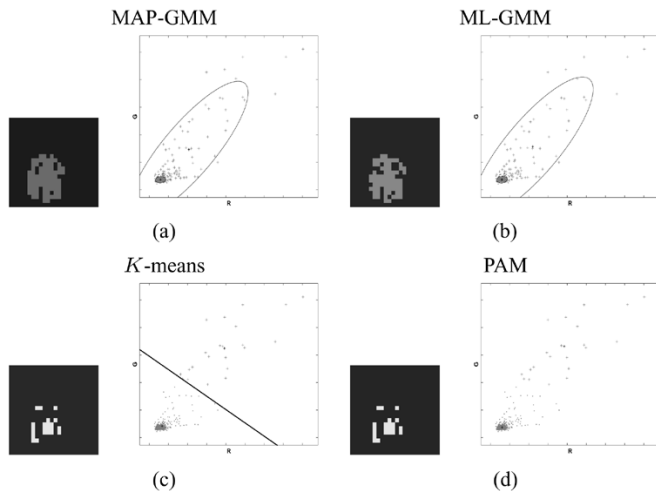 MAP-GMM
ML-GMM
G
R
G
R
(a)
(b)
K-means
PAM
G
R
G
R
(c)
(d)